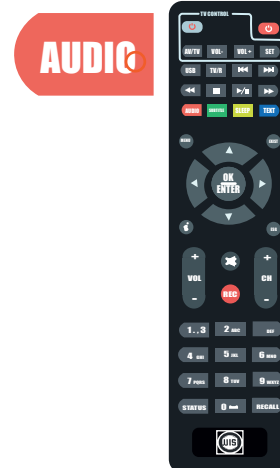 AUDIO
TV CONTROL
AV/TV VOL- VOL+ SET
USB TV/R
AUDIO SUBTITLE SLEEP TEXT
MENU
OK
ENTER
i
+ +
VOL CH
REC
- -
1..3 2 ABC DEF
4 GHI 5 JKL 6 MNO
7 PQRS 8 TUV 9 WXYZ
STATUS 0 RECALL
WIS